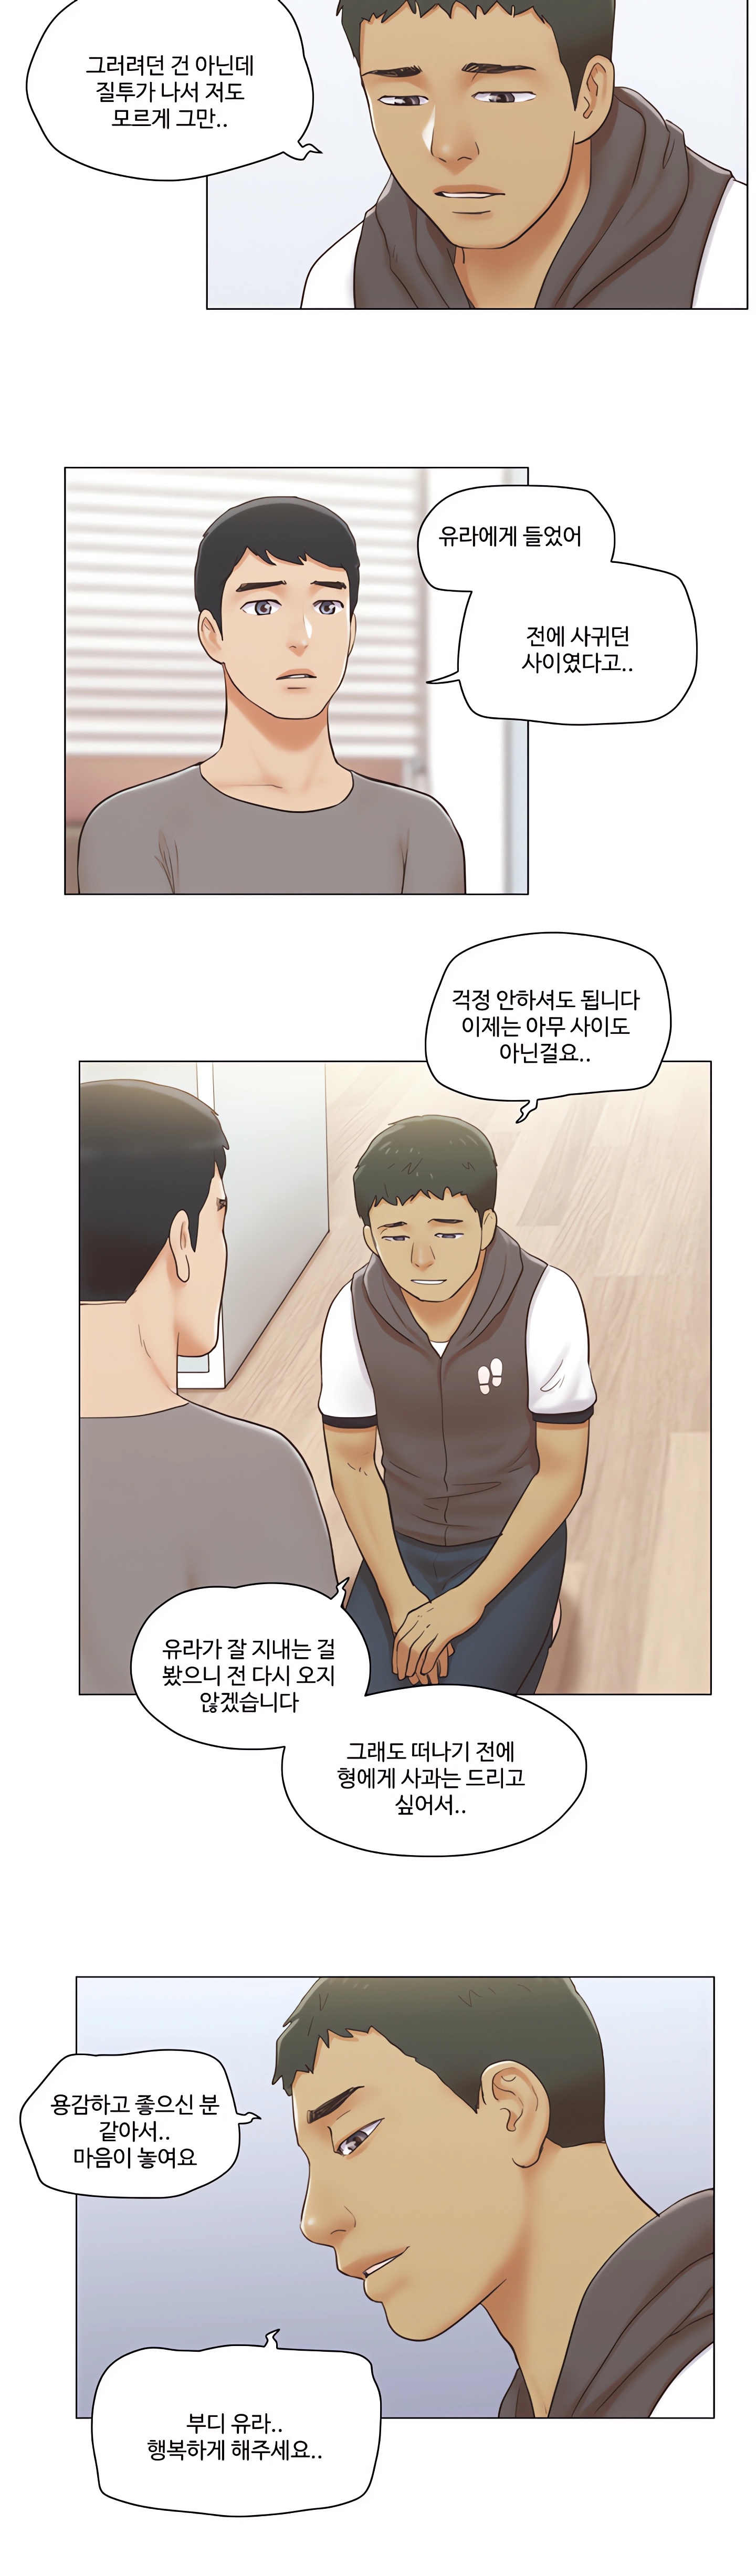 그러려던 건 아닌데
질투가 나서 저도
모르게 그만..
유라에게 들었어
전에 사귀던
사이였다고..
걱정 안하셔도 됩니다
이제는 아무 사이도
아닌걸요..
유라가 잘 지내는 걸
봤으니 전 다시 오지
않겠습니다
그래도 떠나기 전에
형에게 사과는 드리고
싶어서..
용감하고 좋으신 분
같아서..
마음이 놓여요
부디 유라..
행복하게 해주세요..